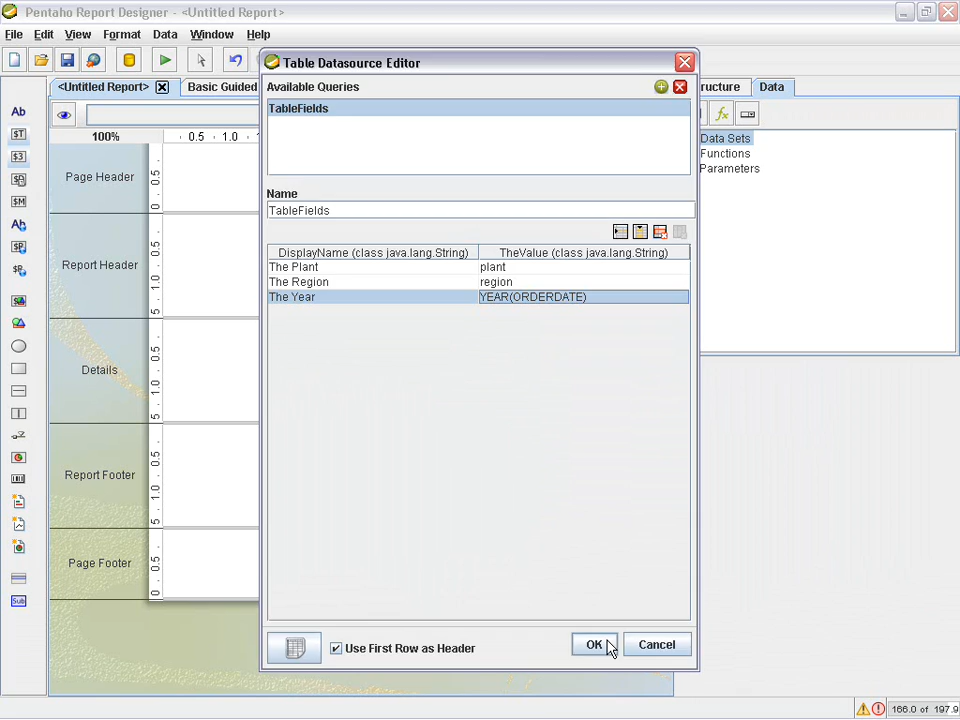 Pentaho Report Designer - <Untitled Report>
File Edit View Format Data Window Help
Table Datasource Editor
<Untitled Report>
Basic Guided
Available Queries
ructure
Data
TableFields
100%
0.5 1.0
Data Sets
Functions
Parameters
Page Header
Name
TableFields
DisplayName (class java.lang.String)
TheValue (class java.lang.String)
The Plant
plant
The Region
region
The Year
YEAR(ORDERDATE)
Report Header
Details
Report Footer
Page Footer
Use First Row as Header
OK
Cancel
166.0 of 197.9